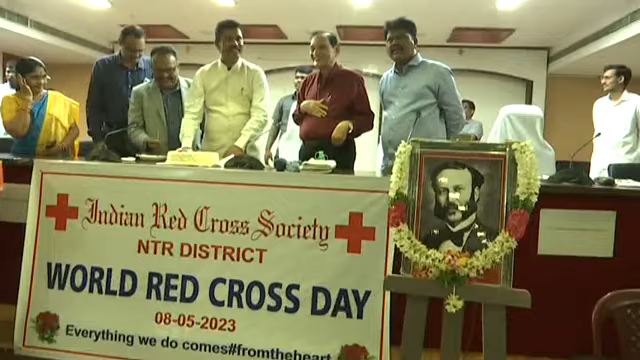 Indian Red Cross Society
NTR DISTRICT
WORLD RED CROSS DAY
08-05-2023
Everything we do comes#fromtheheart